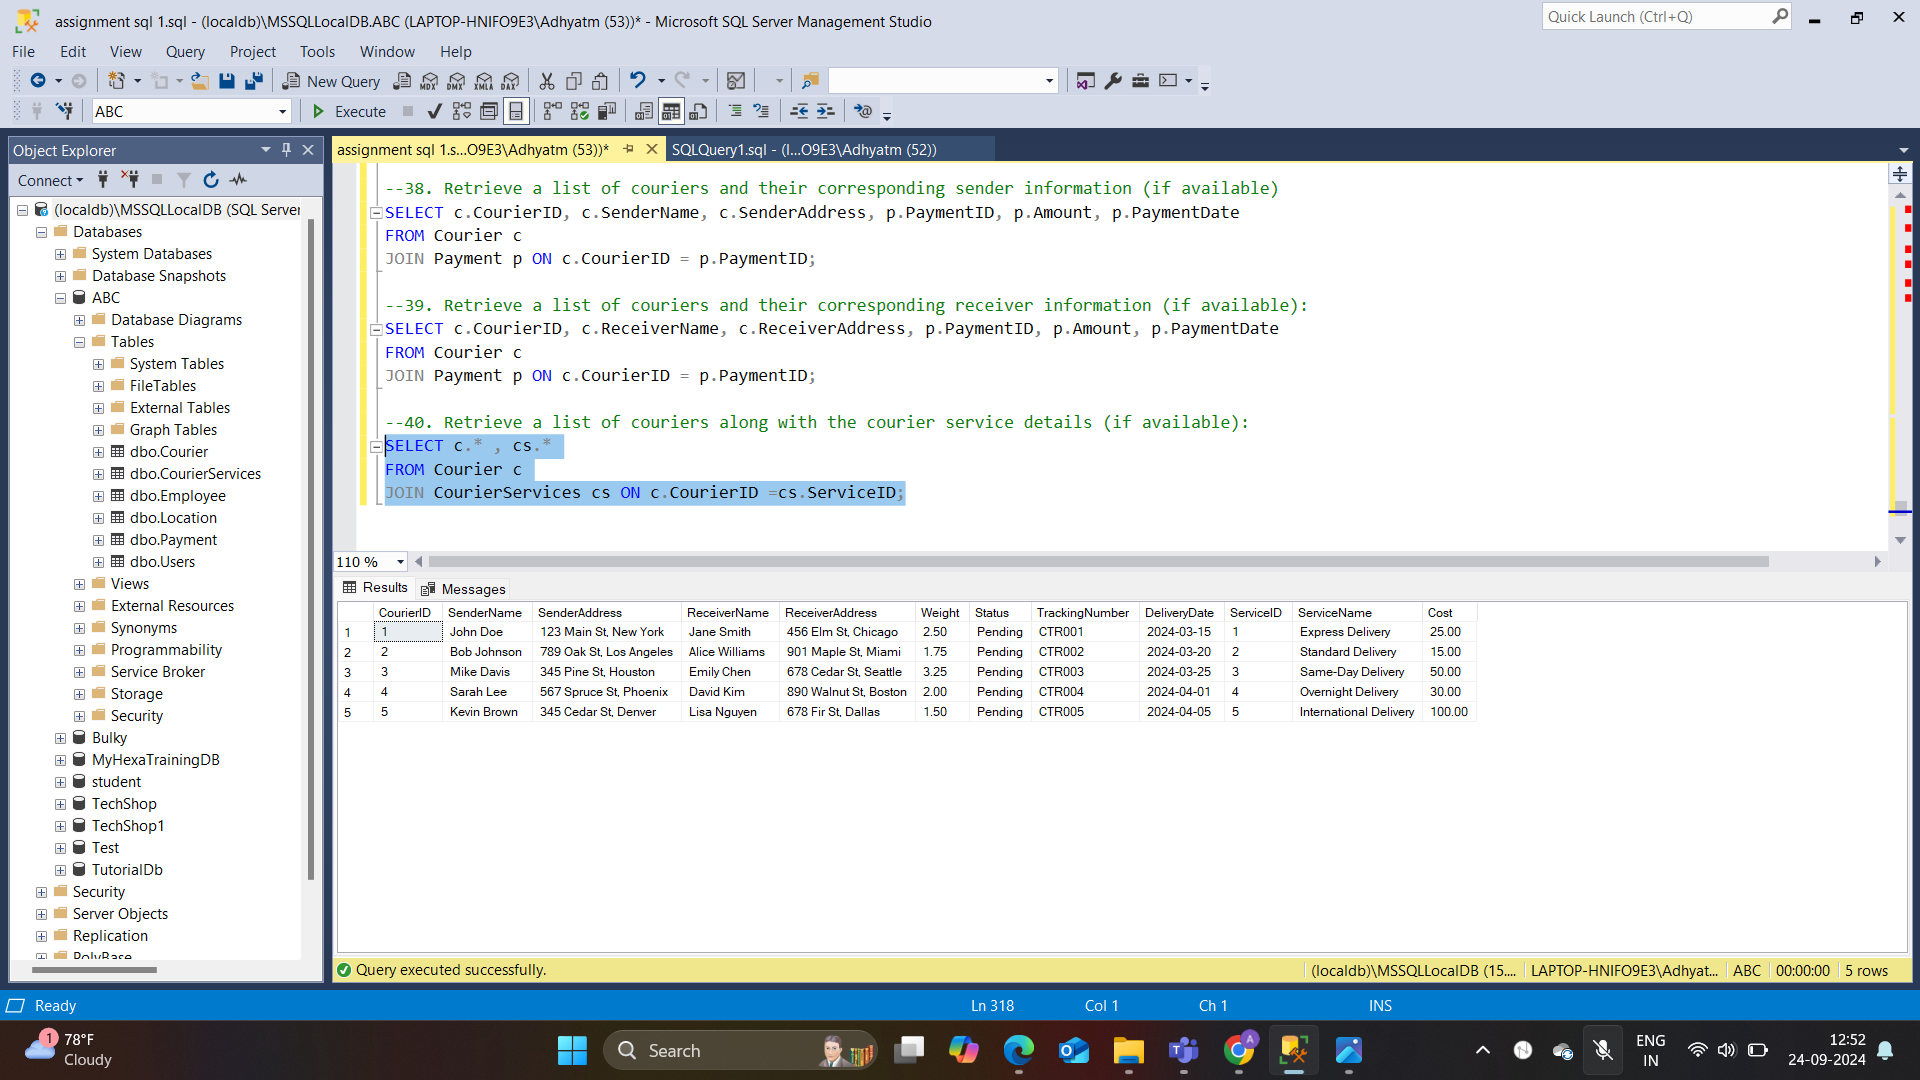 assignment sql 1.sql - (localdb)\MSSQLLocalDB.ABC (LAPTOP-HNIFO9E3\Adhyatm (53))* - Microsoft SQL Server Management Studio
Quick Launch (Ctrl+Q)
File Edit View Query Project Tools Window Help
New Query MDX DMX XMLA DAX
ABC Execute
Object Explorer
assignment sql 1.s...O9E3\Adhyatm (53))* SQLQuery1.sql - (l...O9E3\Adhyatm (52))
Connect
(localdb)\MSSQLLocalDB (SQL Server
Databases
System Databases
Database Snapshots
ABC
Database Diagrams
Tables
System Tables
FileTables
External Tables
Graph Tables
dbo.Courier
dbo.CourierServices
dbo.Employee
dbo.Location
dbo.Payment
dbo.Users
Views
External Resources
Synonyms
Programmability
Service Broker
Storage
Security
Bulky
MyHexaTrainingDB
student
TechShop
TechShop1
Test
TutorialDb
Security
Server Objects
Replication
PolyBase
--38. Retrieve a list of couriers and their corresponding sender information (if available)
SELECT c.CourierID, c.SenderName, c.SenderAddress, p.PaymentID, p.Amount, p.PaymentDate
FROM Courier c
JOIN Payment p ON c.CourierID = p.PaymentID;
--39. Retrieve a list of couriers and their corresponding receiver information (if available):
SELECT c.CourierID, c.ReceiverName, c.ReceiverAddress, p.PaymentID, p.Amount, p.PaymentDate
FROM Courier c
JOIN Payment p ON c.CourierID = p.PaymentID;
--40. Retrieve a list of couriers along with the courier service details (if available):
SELECT c.* , cs.*
FROM Courier c
JOIN CourierServices cs ON c.CourierID =cs.ServiceID;
110 %
Results Messages
CourierID SenderName SenderAddress ReceiverName ReceiverAddress Weight Status TrackingNumber DeliveryDate ServiceID ServiceName Cost
1 1 John Doe 123 Main St, New York Jane Smith 456 Elm St, Chicago 2.50 Pending CTR001 2024-03-15 1 Express Delivery 25.00
2 2 Bob Johnson 789 Oak St, Los Angeles Alice Williams 901 Maple St, Miami 1.75 Pending CTR002 2024-03-20 2 Standard Delivery 15.00
3 3 Mike Davis 345 Pine St, Houston Emily Chen 678 Cedar St, Seattle 3.25 Pending CTR003 2024-03-25 3 Same-Day Delivery 50.00
4 4 Sarah Lee 567 Spruce St, Phoenix David Kim 890 Walnut St, Boston 2.00 Pending CTR004 2024-04-01 4 Overnight Delivery 30.00
5 5 Kevin Brown 345 Cedar St, Denver Lisa Nguyen 678 Fir St, Dallas 1.50 Pending CTR005 2024-04-05 5 International Delivery 100.00
Query executed successfully. (localdb)\MSSQLLocalDB (15.... LAPTOP-HNIFO9E3\Adhyat... ABC 00:00:00 5 rows
Ready Ln 318 Col 1 Ch 1 INS
1 78°F
Cloudy
Search
A
ENG
IN
12:52
24-09-2024